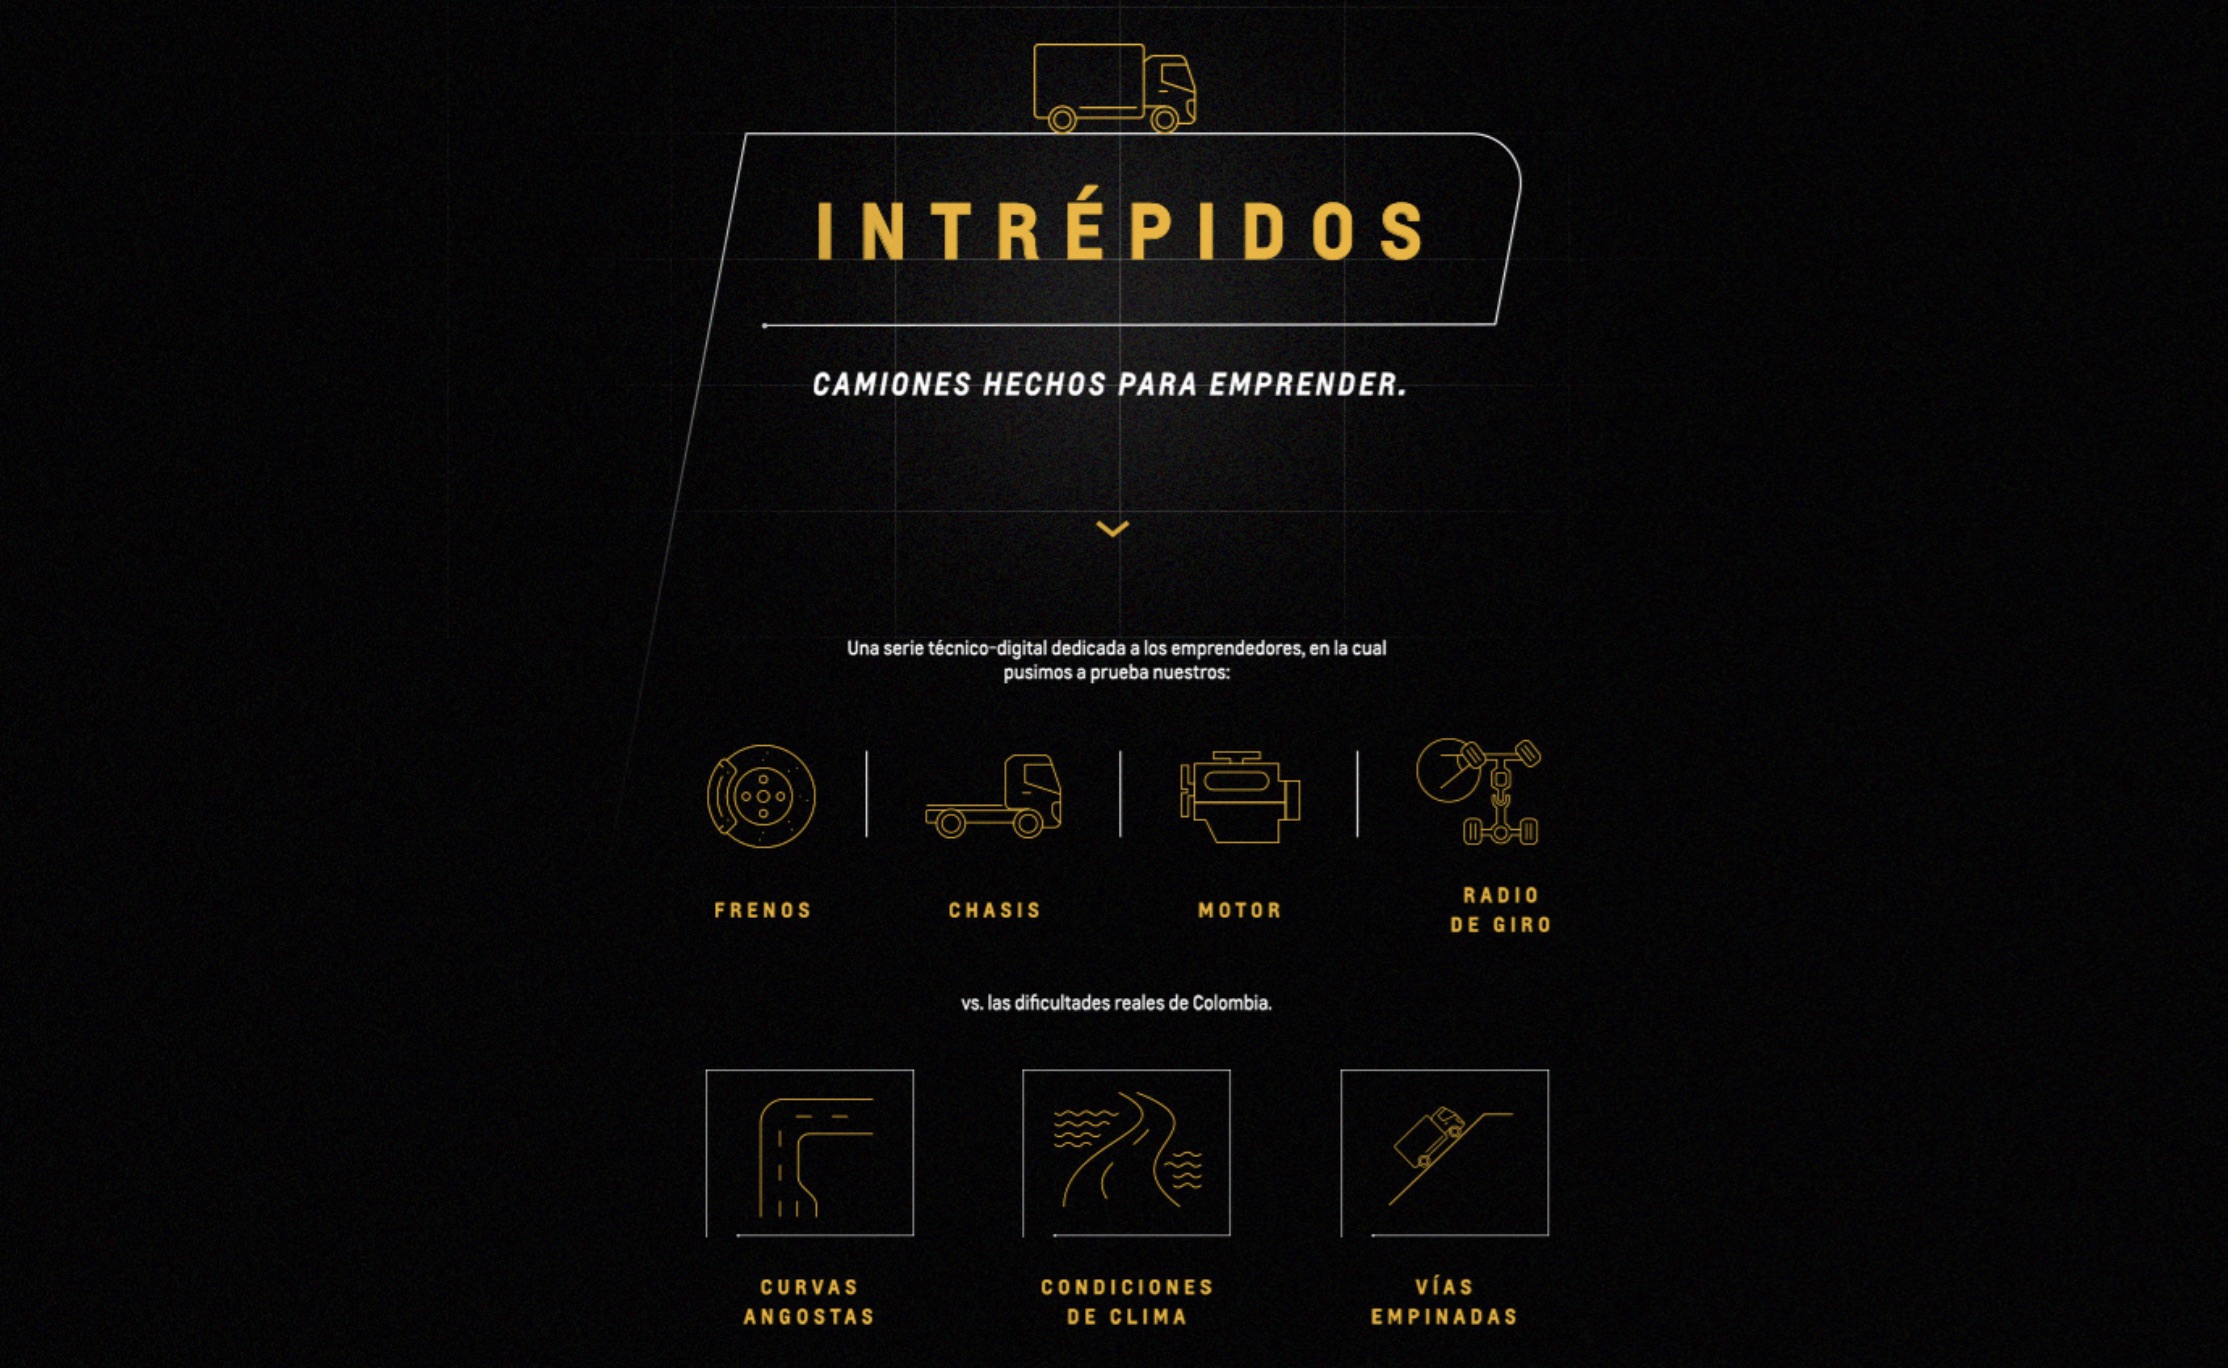 INTRÉPIDOS
CAMIONES HECHOS PARA EMPRENDER.
Una serie técnico-digital dedicada a los emprendedores, en la cual
pusimos a prueba nuestros:
FRENOS
CHASIS
MOTOR
RADIO
DE GIRO
vs. las dificultades reales de Colombia.
CURVAS
ANGOSTAS
CONDICIONES
DE CLIMA
VÍAS
EMPINADAS